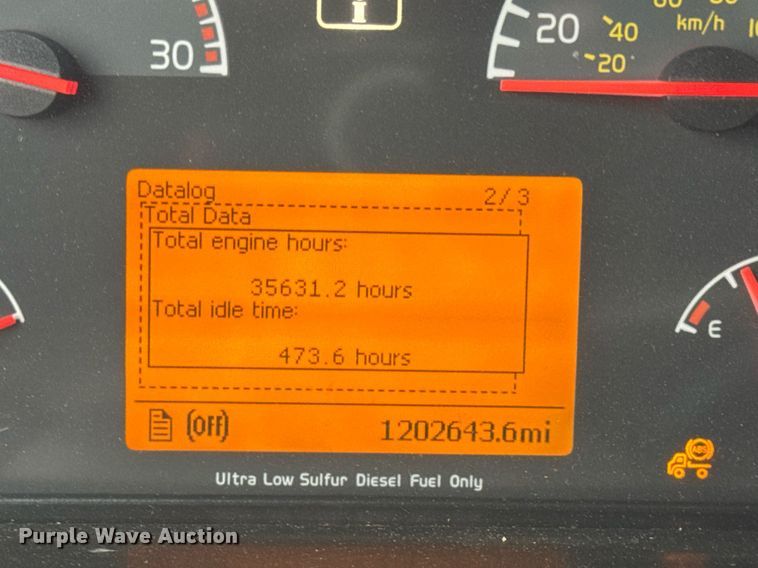 30
20
40
20
km/h
Datalog 2/3
Total Data
Total engine hours:
35631.2 hours
Total idle time:
473.6 hours
(OFF) 1202643.6mi
E
ABS
Ultra Low Sulfur Diesel Fuel Only
Purple Wave Auction